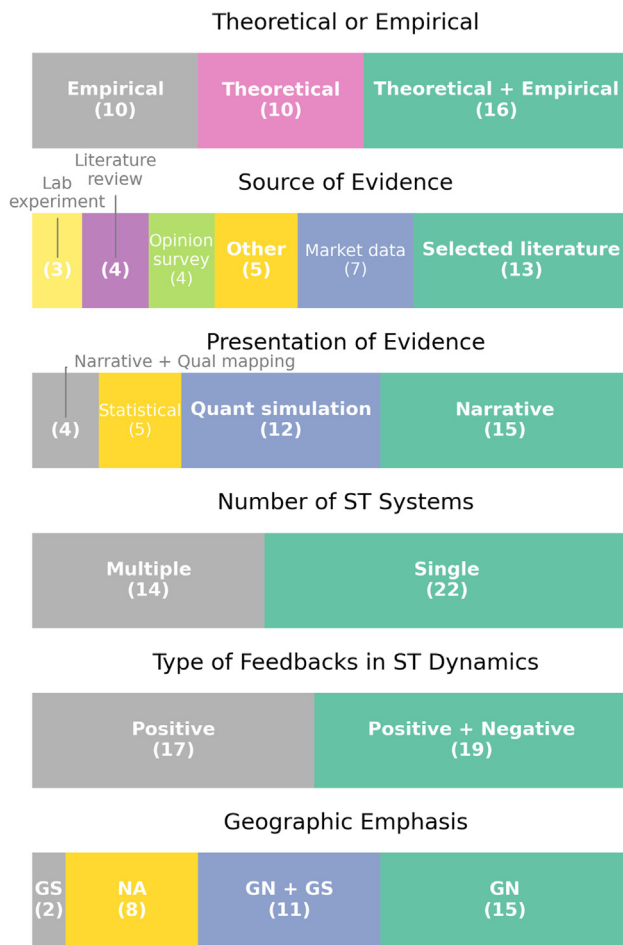 Theoretical or Empirical
Empirical
(10)
Theoretical
(10)
Theoretical + Empirical
(16)
Literature
review
Lab
experiment
Source of Evidence
(3)
(4)
Opinion
survey
(4)
Other
(5)
Market data
(7)
Selected literature
(13)
Presentation of Evidence
Narrative + Qual mapping
(4)
Statistical
(5)
Quant simulation
(12)
Narrative
(15)
Number of ST Systems
Multiple
(14)
Single
(22)
Type of Feedbacks in ST Dynamics
Positive
(17)
Positive + Negative
(19)
Geographic Emphasis
GS
(2)
NA
(8)
GN + GS
(11)
GN
(15)